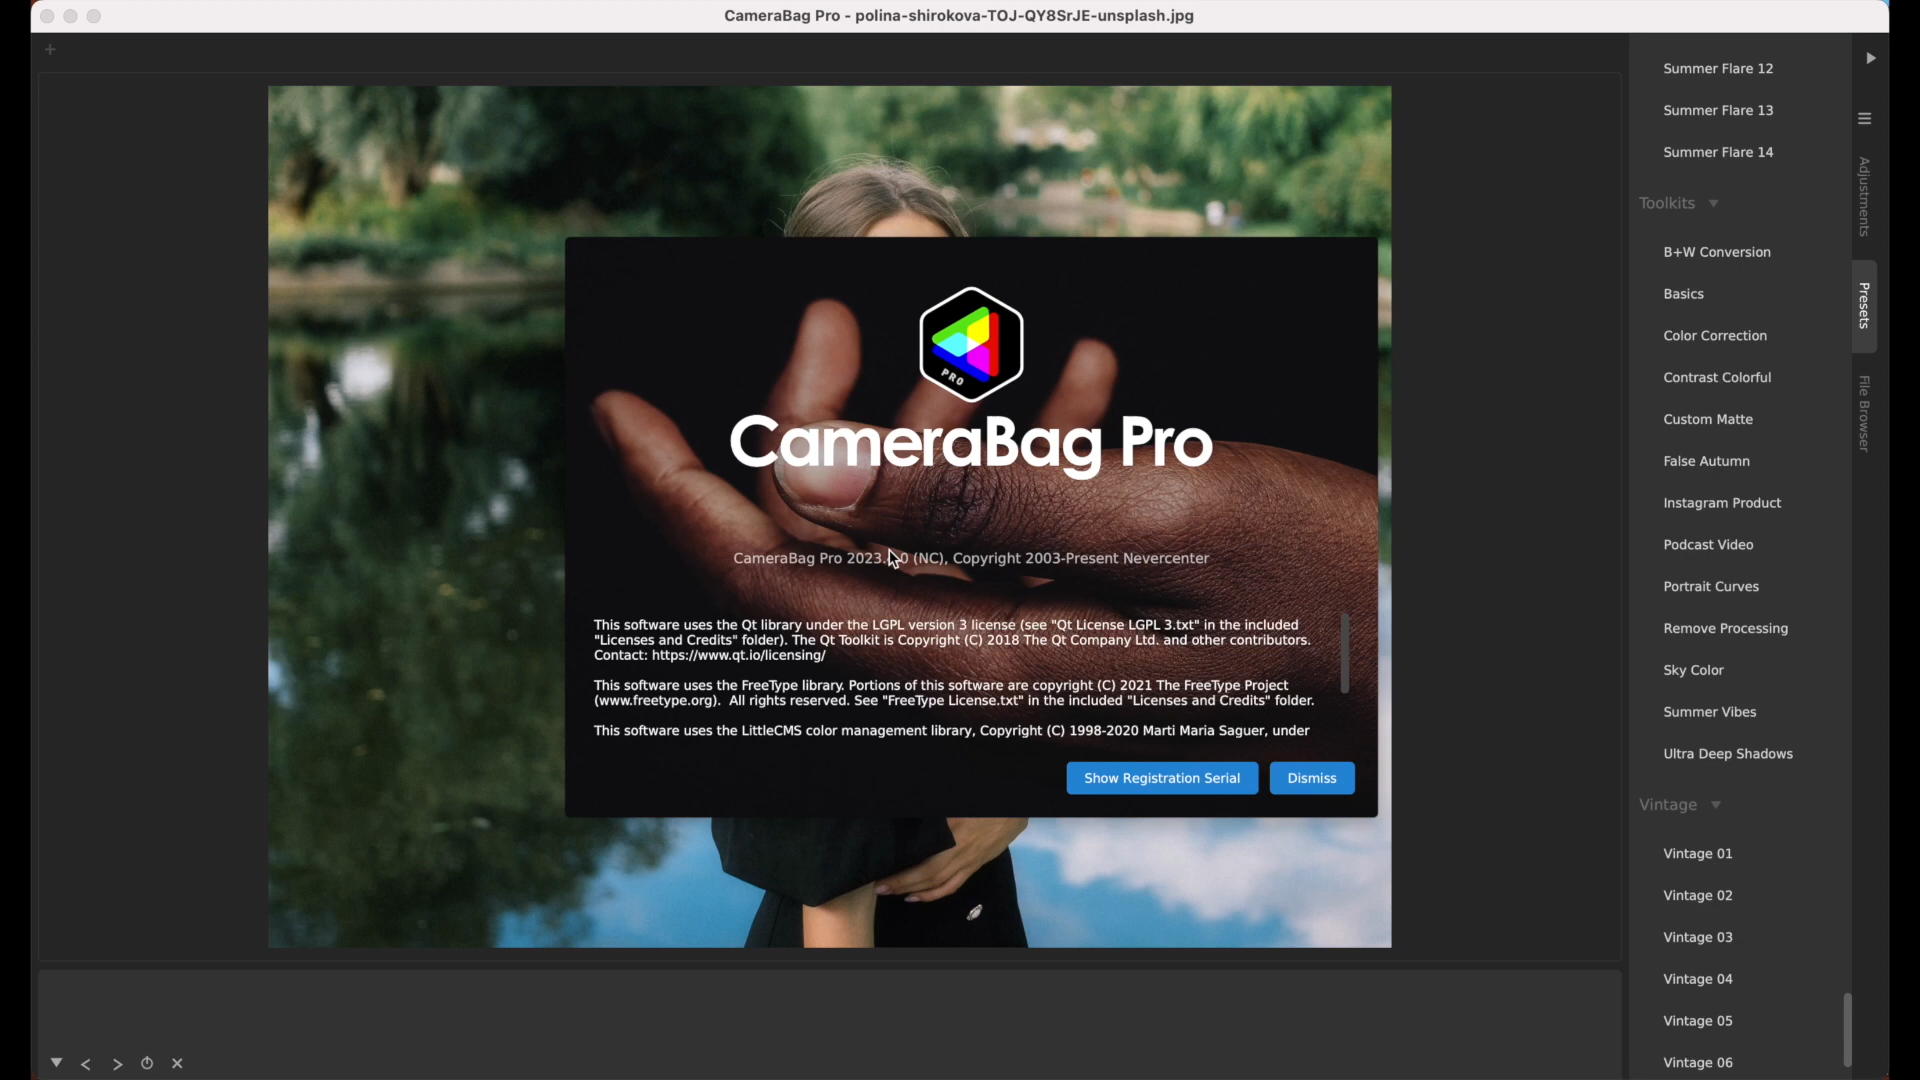 CameraBag Pro - polina-shirokova-TOJ-QY8SrJE-unsplash.jpg
Summer Flare 12
Summer Flare 13
Summer Flare 14
Toolkits
B+W Conversion
Basics
Color Correction
Contrast Colorful
Custom Matte
False Autumn
Instagram Product
Podcast Video
Portrait Curves
Remove Processing
Sky Color
Summer Vibes
Ultra Deep Shadows
Vintage
Vintage 01
Vintage 02
Vintage 03
Vintage 04
Vintage 05
Vintage 06
Adjustments
Presets
File Browser
PRO
CameraBag Pro
CameraBag Pro (NC), Copyright 2003-Present Nevercenter
This software uses the Qt library under the LGPL version 3 license (see "Qt License LGPL 3.txt" in the included
"Licenses and Credits" folder). The Qt Toolkit is Copyright (C) 2018 The Qt Company Ltd. and other contributors.
Contact: https://www.qt.io/licensing/
This software uses the FreeType library. Portions of this software are copyright (C) 2021 The FreeType Project
(www.freetype.org).  All rights reserved. See "FreeType License.txt" in the included "Licenses and Credits" folder.
This software uses the LittleCMS color management library, Copyright (C) 1998-2020 Marti Maria Saguer, under
Show Registration Serial
Dismiss